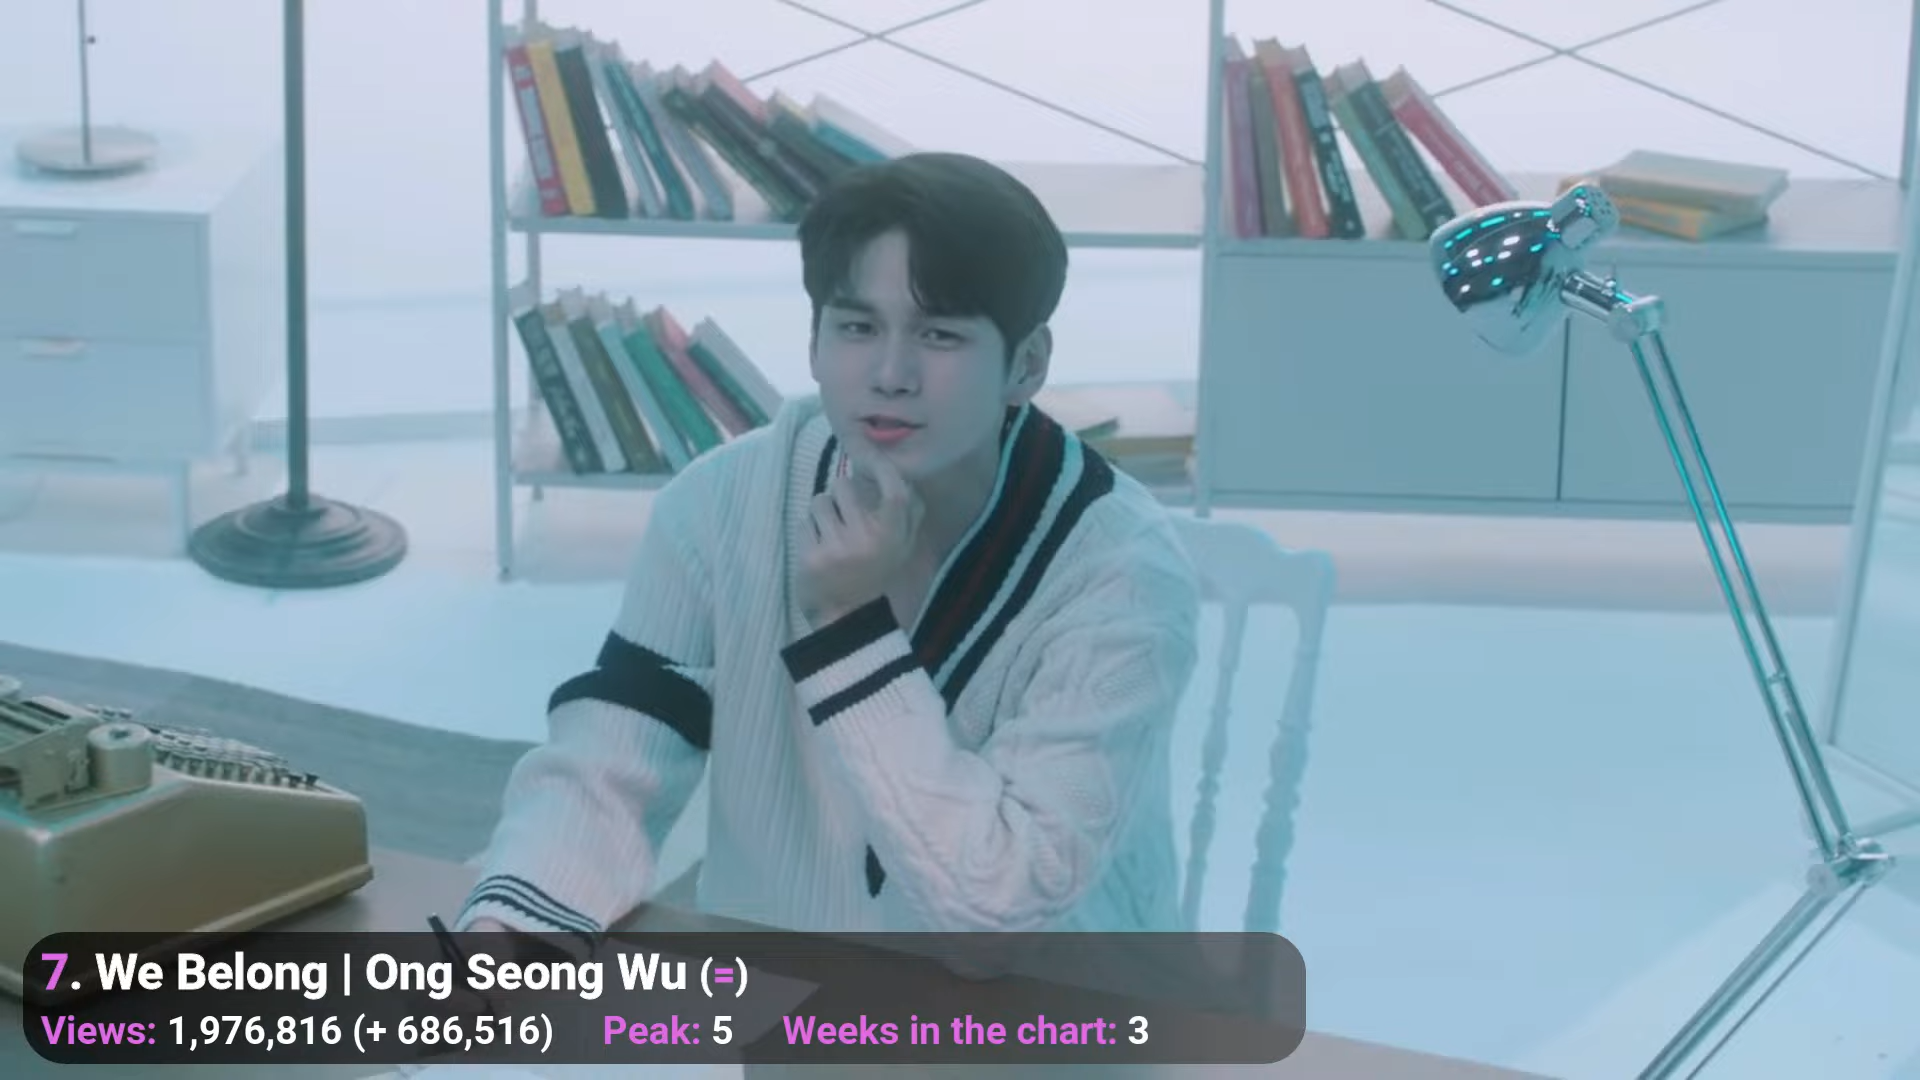 7. We Belong | Ong Seong Wu (=)
Views: 1,976,816 (+ 686,516) Peak: 5 Weeks in the chart: 3